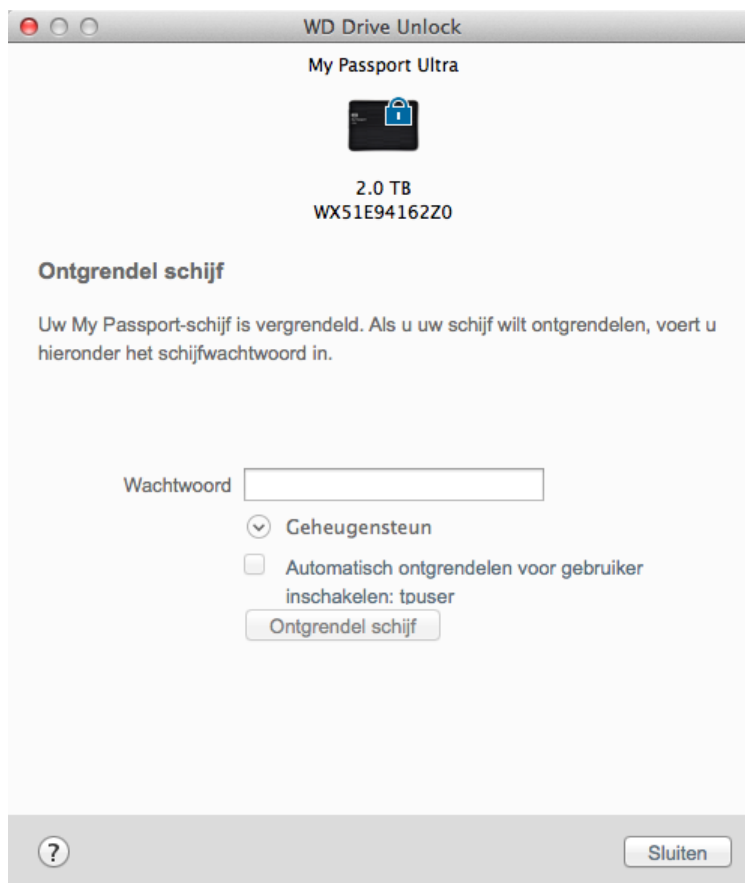 WD Drive Unlock
My Passport Ultra
2.0 TB
WX51E94162Z0
Ontgrendel schijf
Uw My Passport-schijf is vergrendeld. Als u uw schijf wilt ontgrendelen, voert u
hieronder het schijfwachtwoord in.
Wachtwoord
Geheugensteun
Automatisch ontgrendelen voor gebruiker
inschakelen: tpuser
Ontgrendel schijf
?
Sluiten